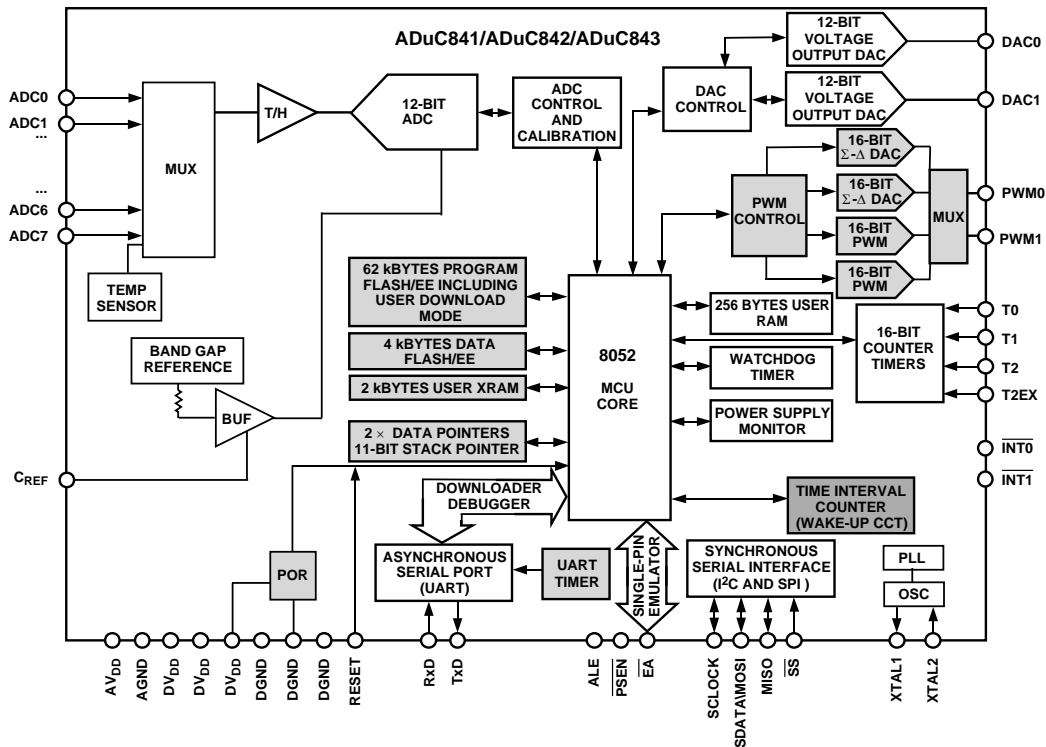 ADuC841/ADuC842/ADuC843
ADC0
ADC1
...
...
ADC6
ADC7
MUX
T/H
12-BIT
ADC
ADC
CONTROL
AND
CALIBRATION
DAC
CONTROL
12-BIT
VOLTAGE
OUTPUT DAC
DAC0
12-BIT
VOLTAGE
OUTPUT DAC
DAC1
PWM
CONTROL
16-BIT
Σ-Δ DAC
16-BIT
Σ-Δ DAC
16-BIT
PWM
16-BIT
PWM
MUX
PWM0
PWM1
TEMP
SENSOR
BAND GAP
REFERENCE
BUF
CREF
62 kBYTES PROGRAM
FLASH/EE INCLUDING
USER DOWNLOAD
MODE
4 kBYTES DATA
FLASH/EE
2 kBYTES USER XRAM
2 × DATA POINTERS
11-BIT STACK POINTER
8052
MCU
CORE
256 BYTES USER
RAM
WATCHDOG
TIMER
POWER SUPPLY
MONITOR
16-BIT
COUNTER
TIMERS
T0
T1
T2
T2EX
INT0
INT1
TIME INTERVAL
COUNTER
(WAKE-UP CCT)
DOWNLOADER
DEBUGGER
POR
ASYNCHRONOUS
SERIAL PORT
(UART)
UART
TIMER
SINGLE-PIN
EMULATOR
SYNCHRONOUS
SERIAL INTERFACE
(I²C AND SPI )
PLL
OSC
AVDD
AGND
DVDD
DVDD
DVDD
DGND
DGND
DGND
RESET
RxD
TxD
ALE
PSEN
EA
SCLOCK
SDATA\MOSI
MISO
SS
XTAL1
XTAL2